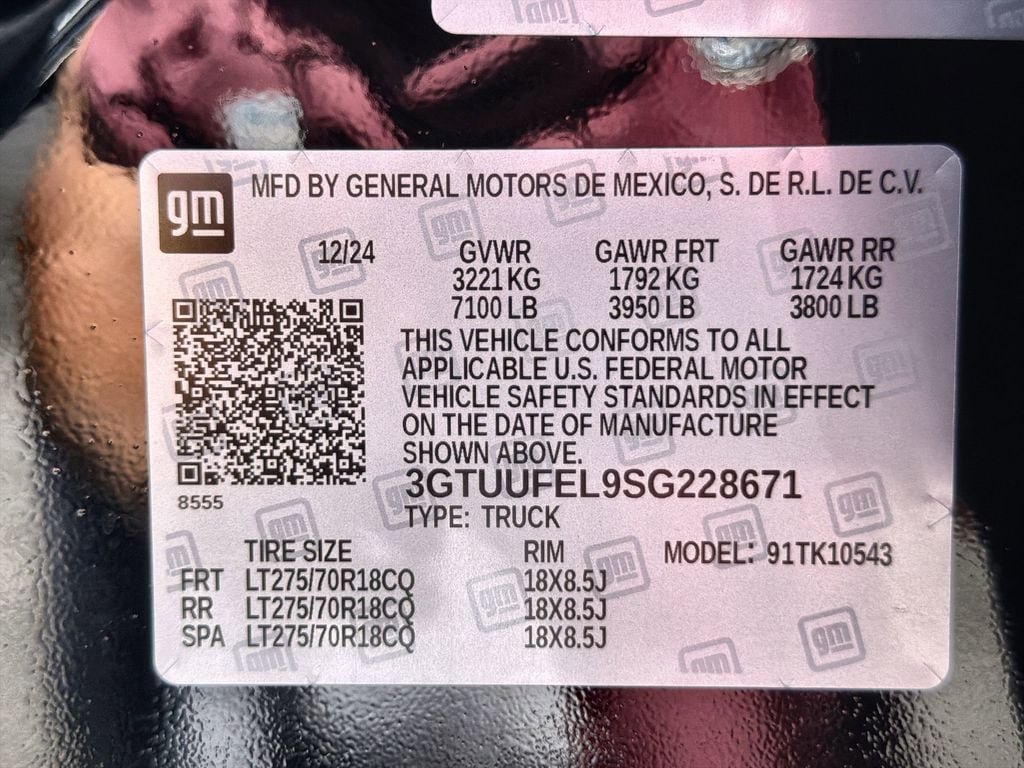 gm MFD BY GENERAL MOTORS DE MEXICO, S. DE R.L. DE C.V.
12/24 GVWR GAWR FRT GAWR RR
3221 KG 1792 KG 1724 KG
7100 LB 3950 LB 3800 LB
THIS VEHICLE CONFORMS TO ALL
APPLICABLE U.S. FEDERAL MOTOR
VEHICLE SAFETY STANDARDS IN EFFECT
ON THE DATE OF MANUFACTURE
SHOWN ABOVE.
3GTUUFEL9SG228671
8555
TYPE: TRUCK
TIRE SIZE RIM MODEL: 91TK10543
FRT LT275/70R18CQ 18X8.5J
RR LT275/70R18CQ 18X8.5J
SPA LT275/70R18CQ 18X8.5J